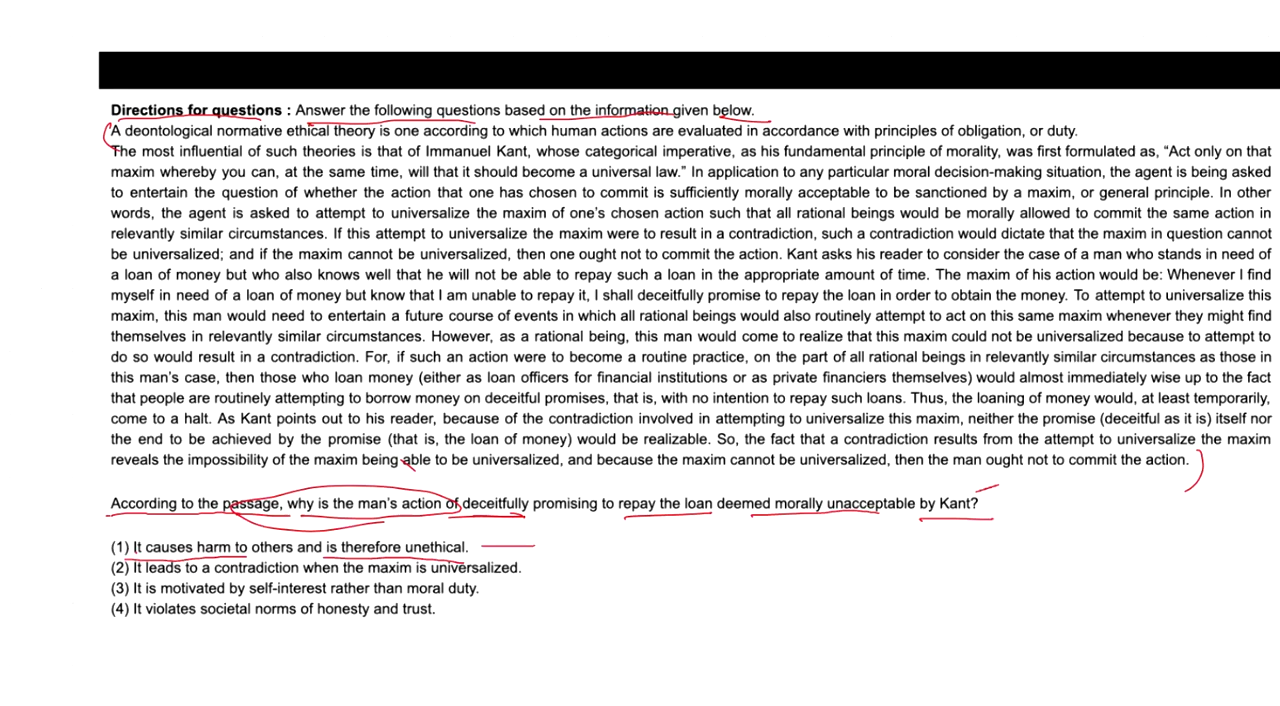 Directions for questions : Answer the following questions based on the information given below.
A deontological normative ethical theory is one according to which human actions are evaluated in accordance with principles of obligation, or duty.
The most influential of such theories is that of Immanuel Kant, whose categorical imperative, as his fundamental principle of morality, was first formulated as, “Act only on that
maxim whereby you can, at the same time, will that it should become a universal law.” In application to any particular moral decision-making situation, the agent is being asked
to entertain the question of whether the action that one has chosen to commit is sufficiently morally acceptable to be sanctioned by a maxim, or general principle. In other
words, the agent is asked to attempt to universalize the maxim of one’s chosen action such that all rational beings would be morally allowed to commit the same action in
relevantly similar circumstances. If this attempt to universalize the maxim were to result in a contradiction, such a contradiction would dictate that the maxim in question cannot
be universalized; and if the maxim cannot be universalized, then one ought not to commit the action. Kant asks his reader to consider the case of a man who stands in need of
a loan of money but who also knows well that he will not be able to repay such a loan in the appropriate amount of time. The maxim of his action would be: Whenever I find
myself in need of a loan of money but know that I am unable to repay it, I shall deceitfully promise to repay the loan in order to obtain the money. To attempt to universalize this
maxim, this man would need to entertain a future course of events in which all rational beings would also routinely attempt to act on this same maxim whenever they might find
themselves in relevantly similar circumstances. However, as a rational being, this man would come to realize that this maxim could not be universalized because to attempt to
do so would result in a contradiction. For, if such an action were to become a routine practice, on the part of all rational beings in relevantly similar circumstances as those in
this man’s case, then those who loan money (either as loan officers for financial institutions or as private financiers themselves) would almost immediately wise up to the fact
that people are routinely attempting to borrow money on deceitful promises, that is, with no intention to repay such loans. Thus, the loaning of money would, at least temporarily,
come to a halt. As Kant points out to his reader, because of the contradiction involved in attempting to universalize this maxim, neither the promise (deceitful as it is) itself nor
the end to be achieved by the promise (that is, the loan of money) would be realizable. So, the fact that a contradiction results from the attempt to universalize the maxim
reveals the impossibility of the maxim being able to be universalized, and because the maxim cannot be universalized, then the man ought not to commit the action.
According to the passage, why is the man’s action of deceitfully promising to repay the loan deemed morally unacceptable by Kant?
(1) It causes harm to others and is therefore unethical.
(2) It leads to a contradiction when the maxim is universalized.
(3) It is motivated by self-interest rather than moral duty.
(4) It violates societal norms of honesty and trust.